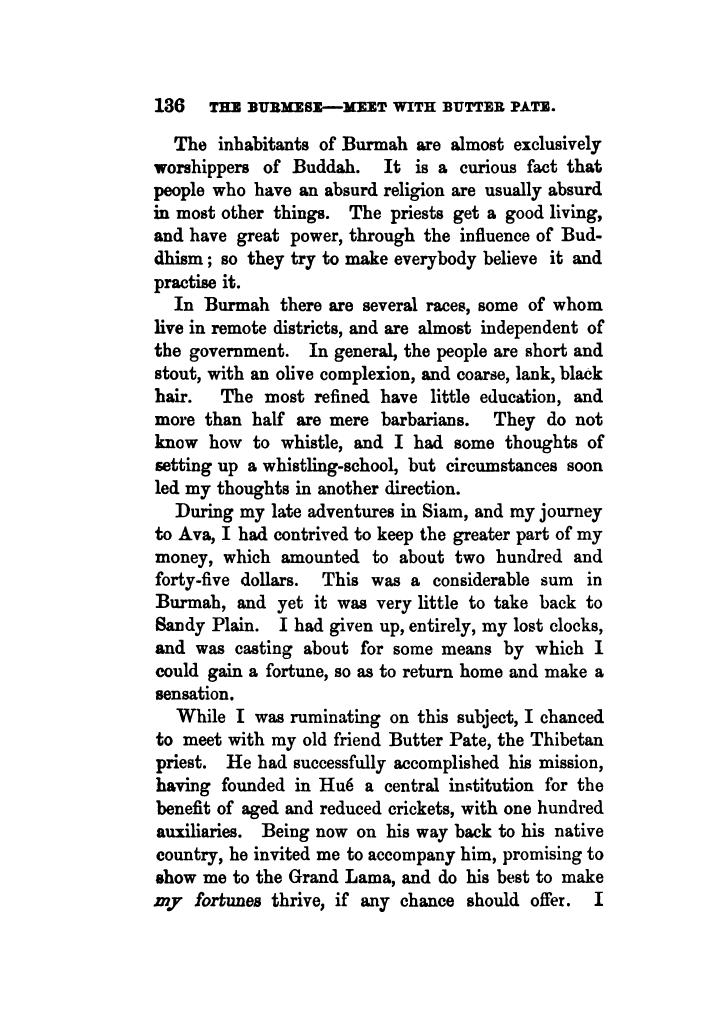 136 THE BURMESE—MEET WITH BUTTER PATE.
The inhabitants of Burmah are almost exclusively
worshippers of Buddah. It is a curious fact that
people who have an absurd religion are usually absurd
in most other things. The priests get a good living,
and have great power, through the influence of Bud-
dhism; so they try to make everybody believe it and
practise it.
In Burmah there are several races, some of whom
live in remote districts, and are almost independent of
the government. In general, the people are short and
stout, with an olive complexion, and coarse, lank, black
hair. The most refined have little education, and
more than half are mere barbarians. They do not
know how to whistle, and I had some thoughts of
setting up a whistling-school, but circumstances soon
led my thoughts in another direction.
During my late adventures in Siam, and my journey
to Ava, I had contrived to keep the greater part of my
money, which amounted to about two hundred and
forty-five dollars. This was a considerable sum in
Burmah, and yet it was very little to take back to
Sandy Plain. I had given up, entirely, my lost clocks,
and was casting about for some means by which I
could gain a fortune, so as to return home and make a
sensation.
While I was ruminating on this subject, I chanced
to meet with my old friend Butter Pate, the Thibetan
priest. He had successfully accomplished his mission,
having founded in Hué a central institution for the
benefit of aged and reduced crickets, with one hundred
auxiliaries. Being now on his way back to his native
country, he invited me to accompany him, promising to
show me to the Grand Lama, and do his best to make
my fortunes thrive, if any chance should offer. I